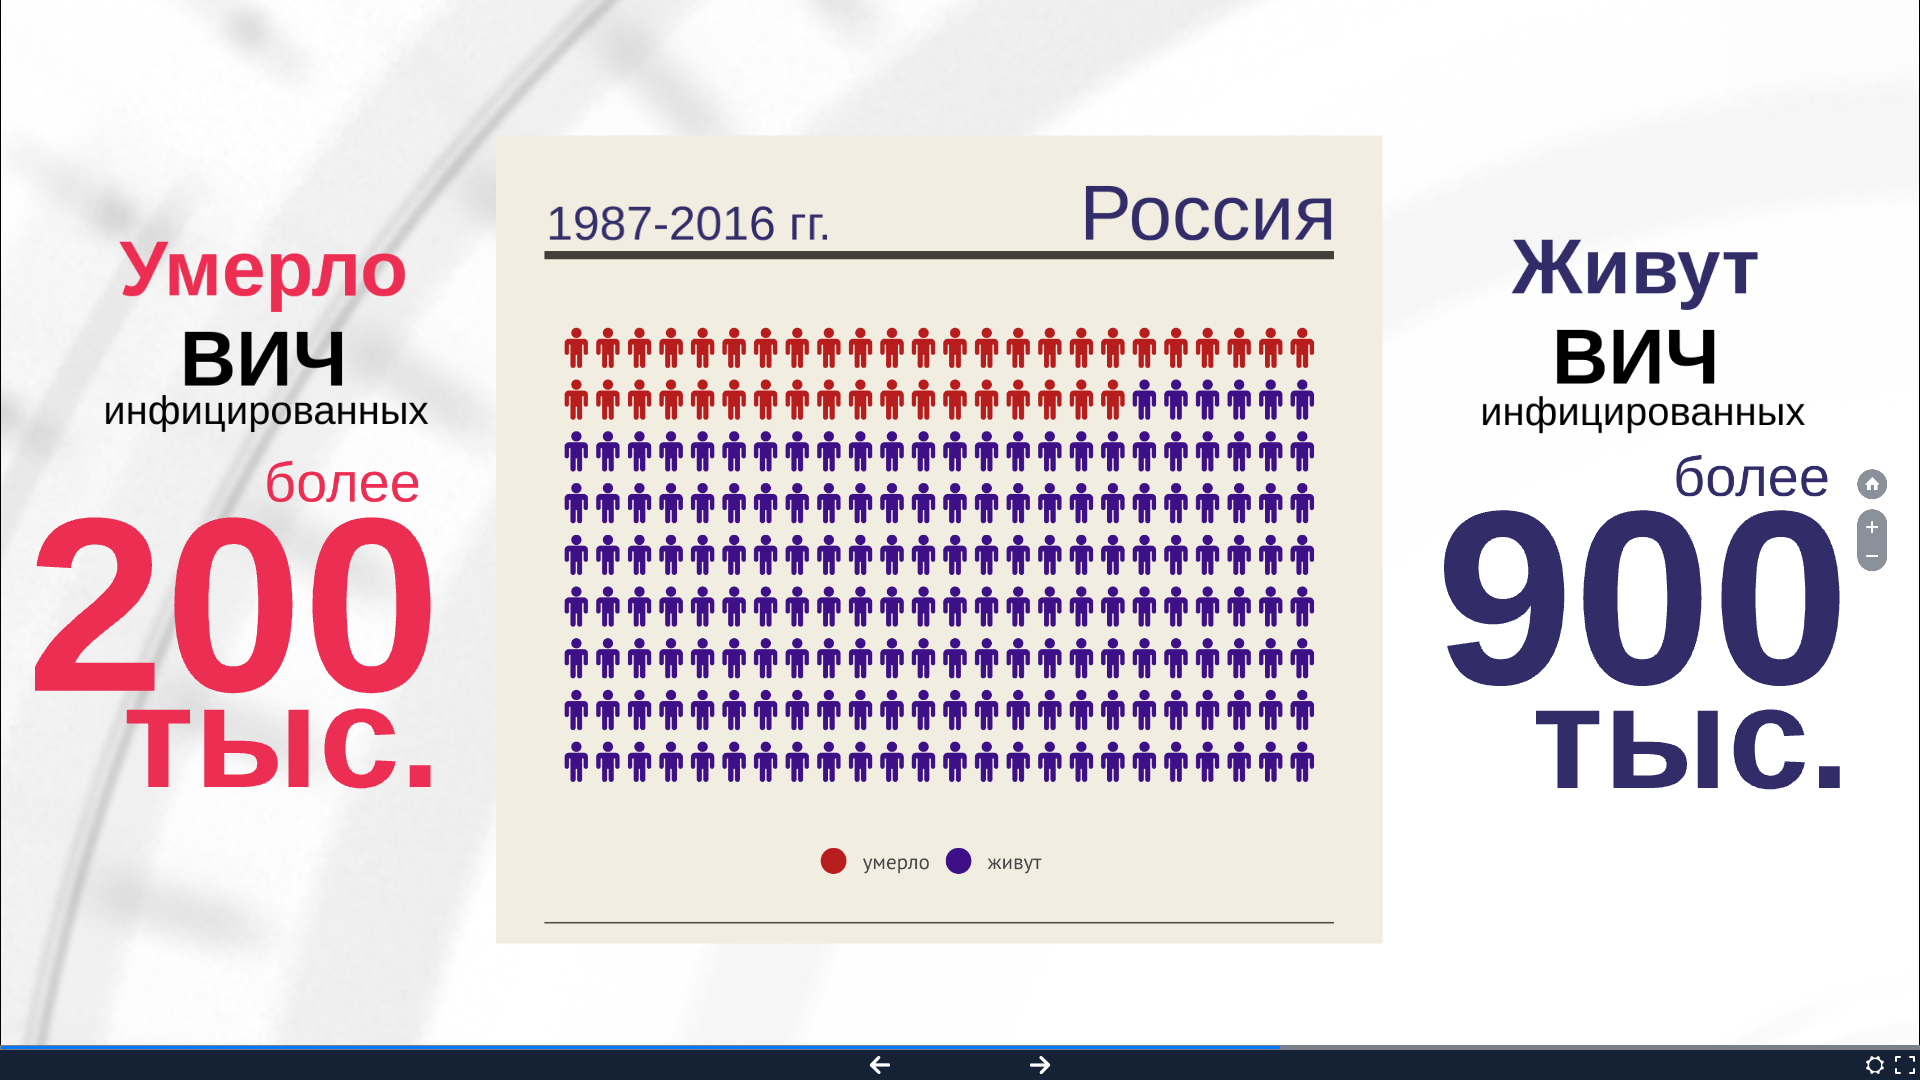 1987-2016 гг.
Россия
Умерло
ВИЧ
инфицированных
более
200
тыс.
Живут
ВИЧ
инфицированных
более
900
тыс.
умерло
живут